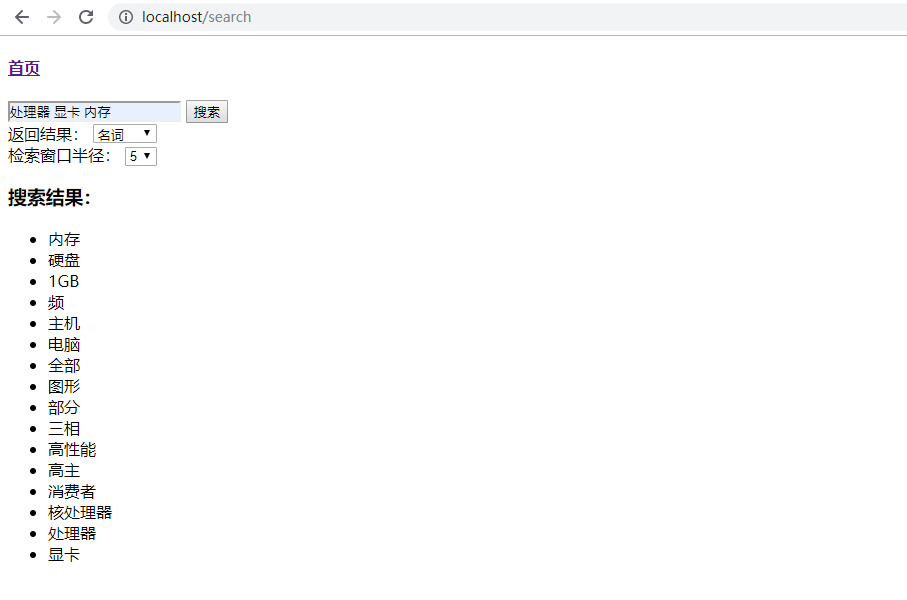 localhost/search
首页
处理器 显卡 内存 搜索
返回结果： 名词
检索窗口半径： 5
搜索结果：
内存
硬盘
1GB
频
主机
电脑
全部
图形
部分
三相
高性能
高主
消费者
核处理器
处理器
显卡